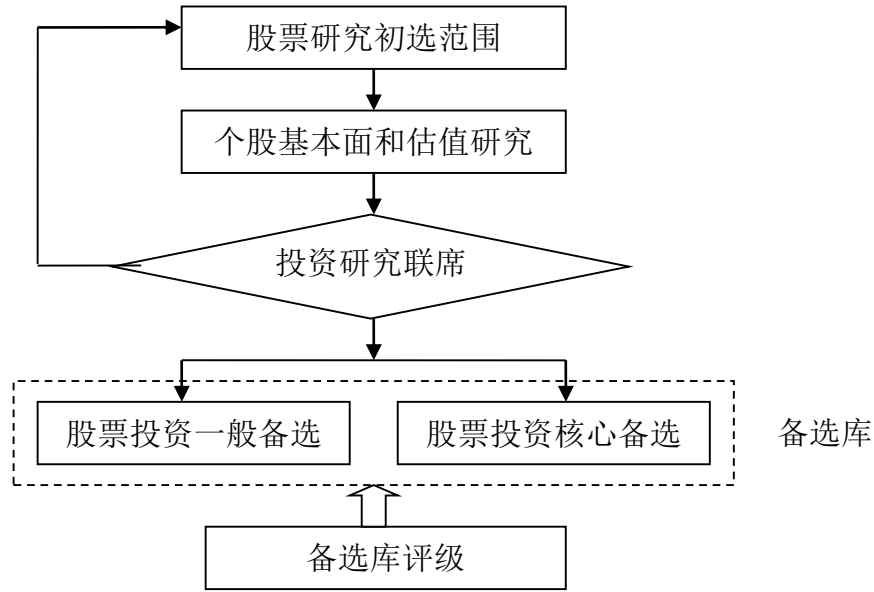 股票研究初选范围
个股基本面和估值研究
投资研究联席
股票投资一般备选
股票投资核心备选
备选库
备选库评级